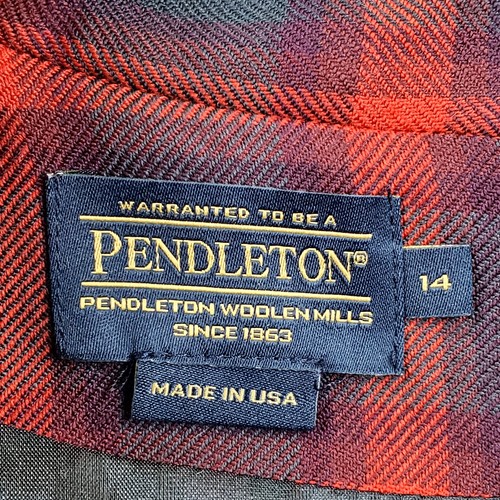 WARRANTED TO BE A
PENDLETON®
PENDLETON WOOLEN MILLS
SINCE 1863
14
MADE IN USA